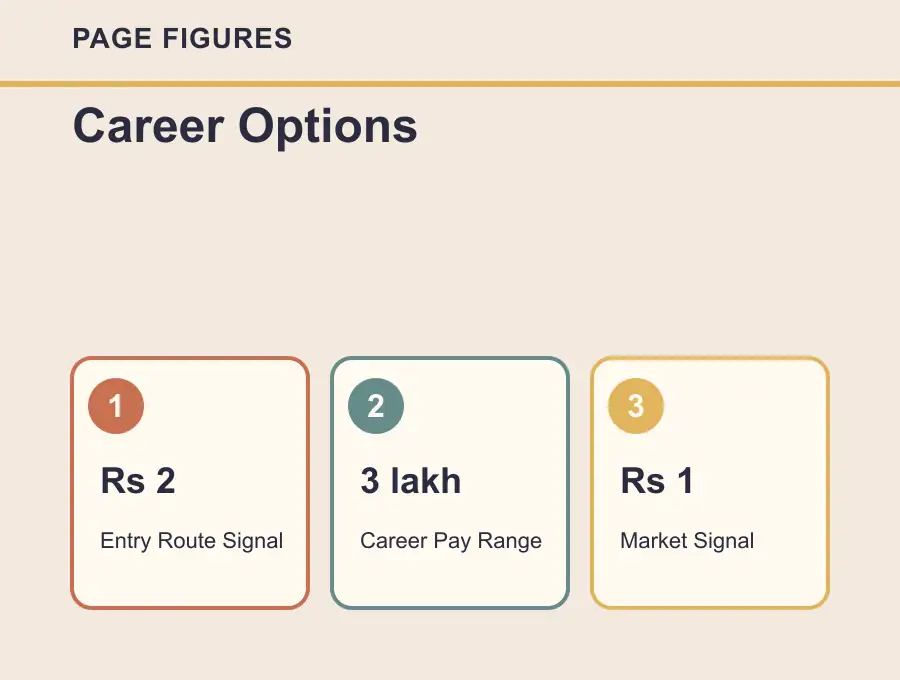 PAGE FIGURES
Career Options
1
Rs 2
Entry Route Signal
2
3 lakh
Career Pay Range
3
Rs 1
Market Signal